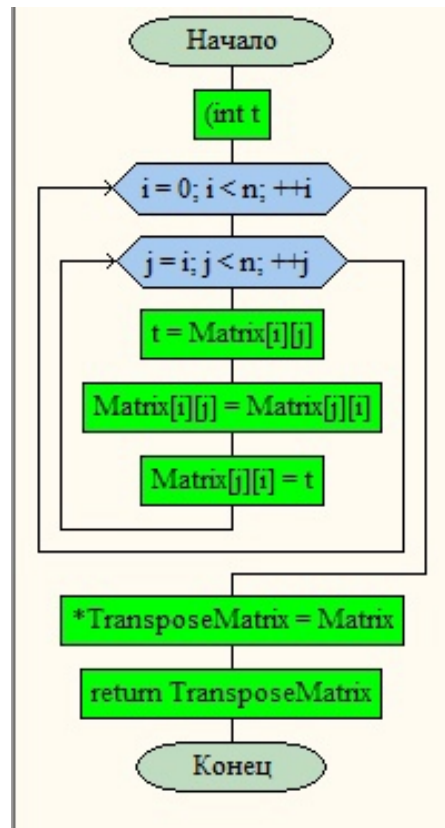 Начало
(int t
i = 0; i < n; ++i
j = i; j < n; ++j
t = Matrix[i][j]
Matrix[i][j] = Matrix[j][i]
Matrix[j][i] = t
*TransposeMatrix = Matrix
return TransposeMatrix
Конец